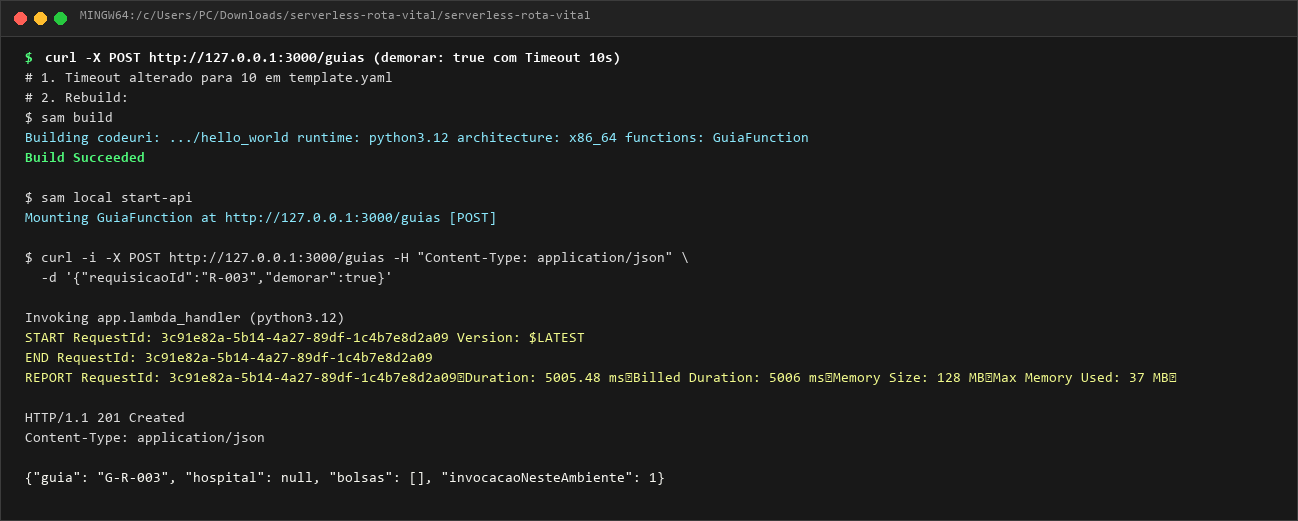 MINGW64:/c/Users/PC/Downloads/serverless-rota-vital/serverless-rota-vital
$ curl -X POST http://127.0.0.1:3000/guias (demorar: true com Timeout 10s)
# 1. Timeout alterado para 10 em template.yaml
# 2. Rebuild:
$ sam build
Building codeuri: .../hello_world runtime: python3.12 architecture: x86_64 functions: GuiaFunction
Build Succeeded
$ sam local start-api
Mounting GuiaFunction at http://127.0.0.1:3000/guias [POST]
$ curl -i -X POST http://127.0.0.1:3000/guias -H "Content-Type: application/json" \
-d '{"requisicaoId":"R-003","demorar":true}'
Invoking app.lambda_handler (python3.12)
START RequestId: 3c91e82a-5b14-4a27-89df-1c4b7e8d2a09 Version: $LATEST
END RequestId: 3c91e82a-5b14-4a27-89df-1c4b7e8d2a09
REPORT RequestId: 3c91e82a-5b14-4a27-89df-1c4b7e8d2a09 Duration: 5005.48 ms Billed Duration: 5006 ms Memory Size: 128 MB Max Memory Used: 37 MB
HTTP/1.1 201 Created
Content-Type: application/json
{"guia": "G-R-003", "hospital": null, "bolsas": [], "invocacaoNesteAmbiente": 1}